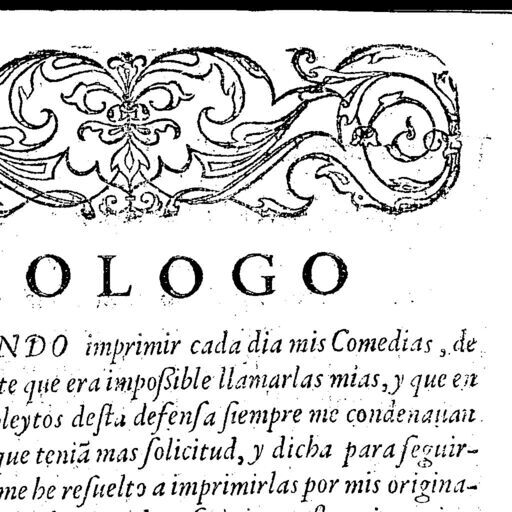 OLOGO
NDO imprimir cada dia mis Comedias, de
te que era impoſsible llamarlas mias, y que en
leytos deſta defenſa ſiempre me condenauan
que teniã mas ſolicitud, y dicha para ſeguir-
me he reſuelto a imprimirlas por mis origina-